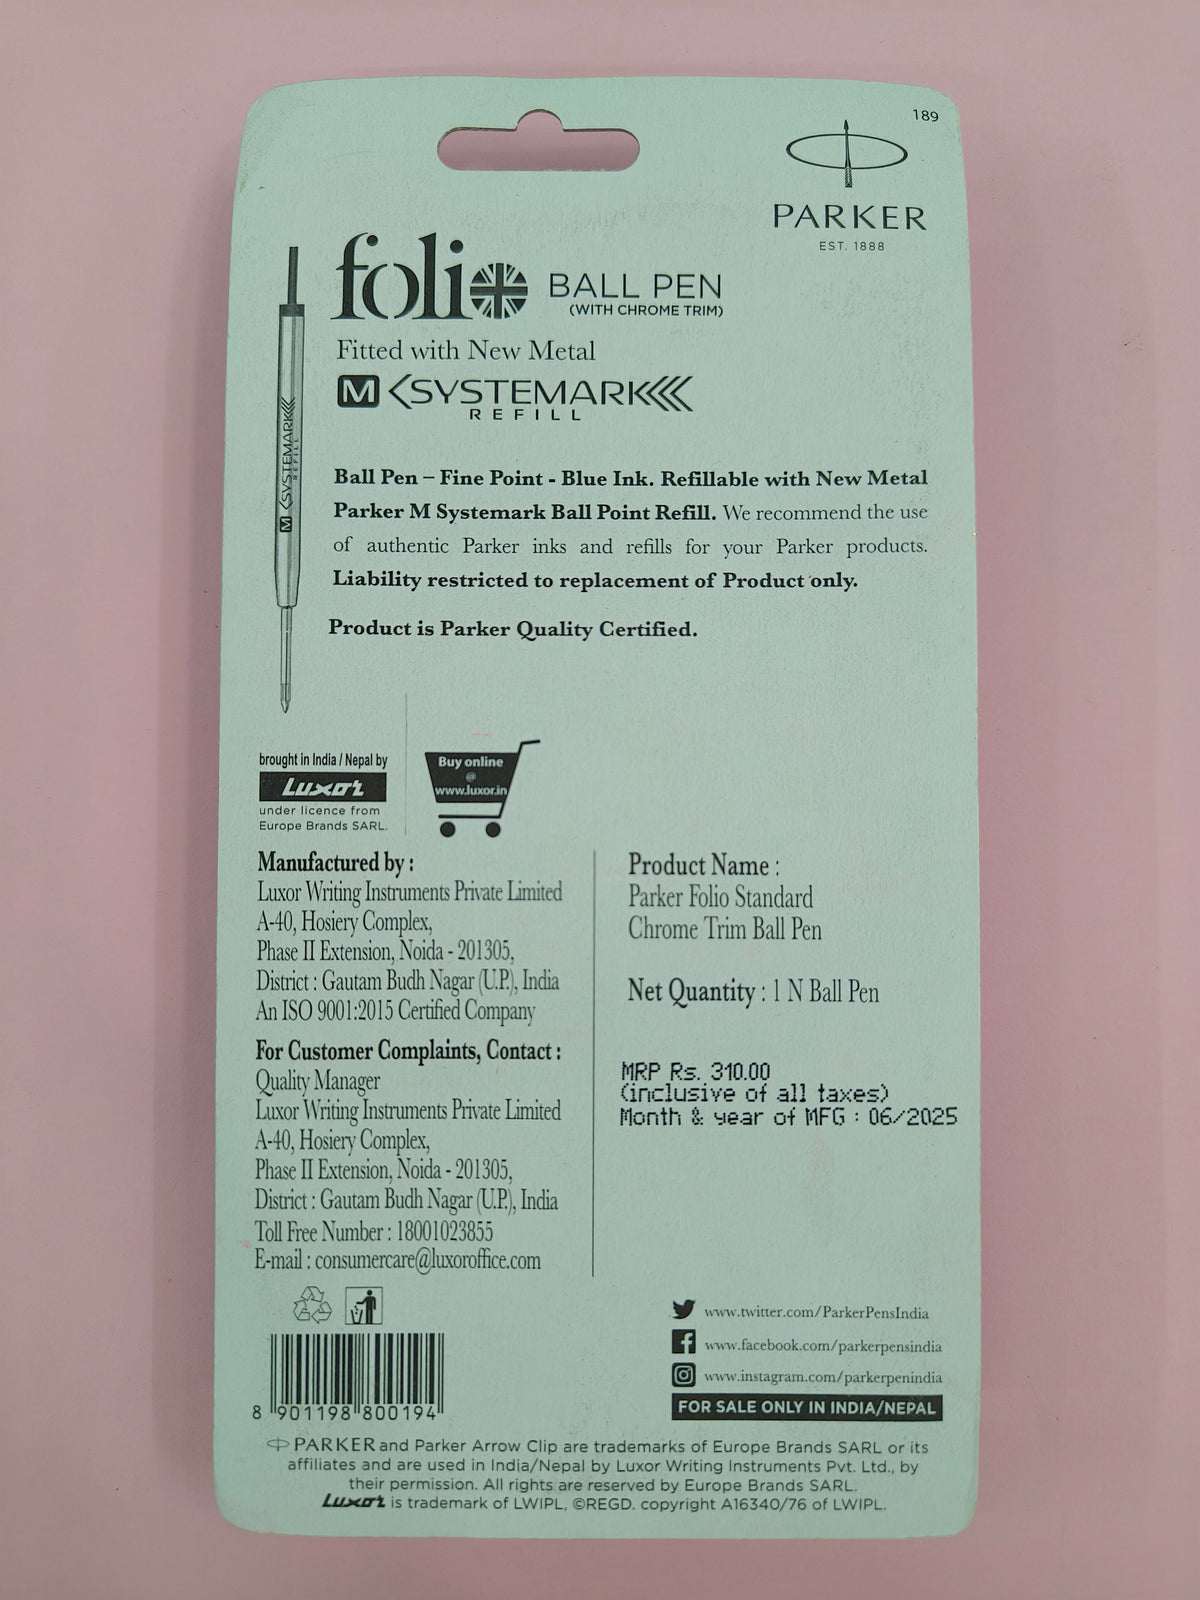 189
PARKER
EST. 1888
folio BALL PEN
(WITH CHROME TRIM)
Fitted with New Metal
M SYSTEMARK
REFILL
M SYSTEMARK
REFILL
Ball Pen – Fine Point - Blue Ink. Refillable with New Metal
Parker M Systemark Ball Point Refill. We recommend the use
of authentic Parker inks and refills for your Parker products.
Liability restricted to replacement of Product only.
Product is Parker Quality Certified.
brought in India / Nepal by
Luxor
under licence from
Europe Brands SARL.
Buy online
@
www.luxor.in
Manufactured by :
Luxor Writing Instruments Private Limited
A-40, Hosiery Complex,
Phase II Extension, Noida - 201305,
District : Gautam Budh Nagar (U.P.), India
An ISO 9001:2015 Certified Company
For Customer Complaints, Contact :
Quality Manager
Luxor Writing Instruments Private Limited
A-40, Hosiery Complex,
Phase II Extension, Noida - 201305,
District : Gautam Budh Nagar (U.P.), India
Toll Free Number : 18001023855
E-mail : consumercare@luxoroffice.com
Product Name :
Parker Folio Standard
Chrome Trim Ball Pen
Net Quantity : 1 N Ball Pen
MRP Rs. 310.00
(inclusive of all taxes)
Month & year of MFG : 06/2025
8 901198 800194
www.twitter.com/ParkerPensIndia
www.facebook.com/parkerpensindia
www.instagram.com/parkerpenindia
FOR SALE ONLY IN INDIA/NEPAL
PARKER and Parker Arrow Clip are trademarks of Europe Brands SARL or its
affiliates and are used in India/Nepal by Luxor Writing Instruments Pvt. Ltd., by
their permission. All rights are reserved by Europe Brands SARL.
Luxor is trademark of LWIPL, ©REGD. copyright A16340/76 of LWIPL.